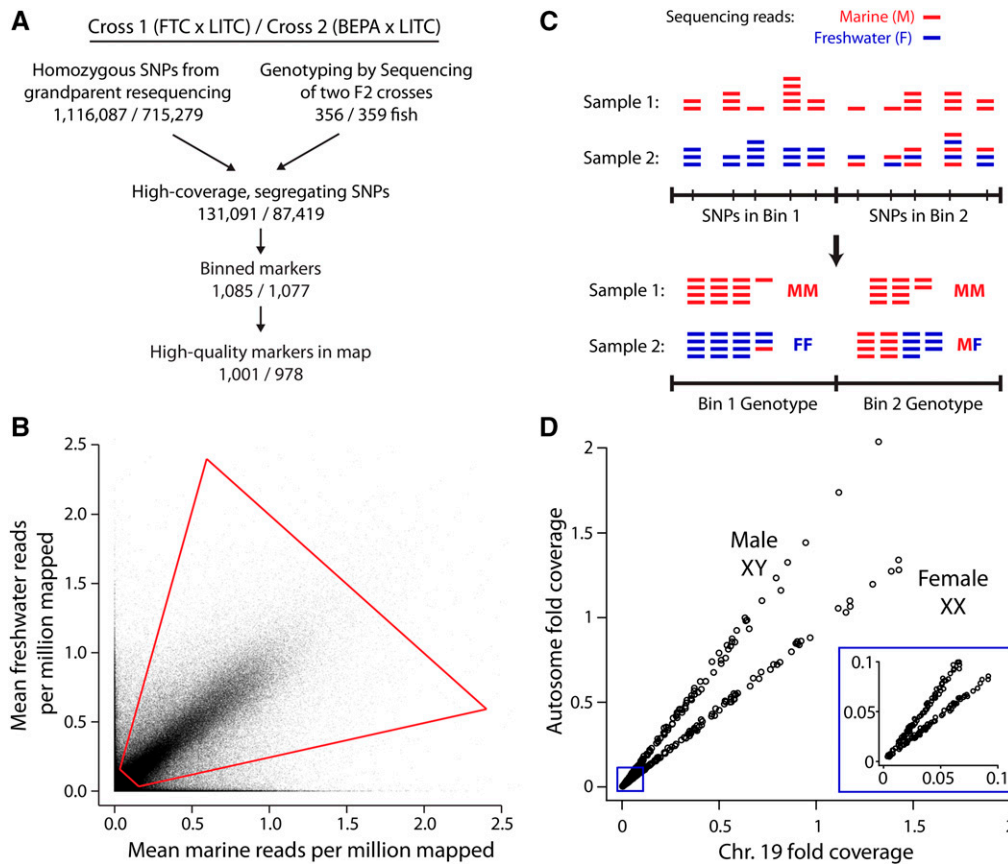 A
Cross 1 (FTC x LITC) / Cross 2 (BEPA x LITC)
Homozygous SNPs from
grandparent resequencing
1,116,087 / 715,279
Genotyping by Sequencing
of two F2 crosses
356 / 359 fish
High-coverage, segregating SNPs
131,091 / 87,419
Binned markers
1,085 / 1,077
High-quality markers in map
1,001 / 978
C
Sequencing reads:
Marine (M)
Freshwater (F)
Sample 1:
Sample 2:
SNPs in Bin 1
SNPs in Bin 2
Sample 1:
MM
MM
Sample 2:
FF
MF
Bin 1 Genotype
Bin 2 Genotype
B
Mean freshwater reads
per million mapped
2.5
2.0
1.5
1.0
0.5
0.0
0.0 0.5 1.0 1.5 2.0 2.5
Mean marine reads per million mapped
D
Autosome fold coverage
2
1.5
1
0.5
0
Male
XY
Female
XX
0.1
0.05
0
0 0.05 0.1
0 0.5 1 1.5 2
Chr. 19 fold coverage